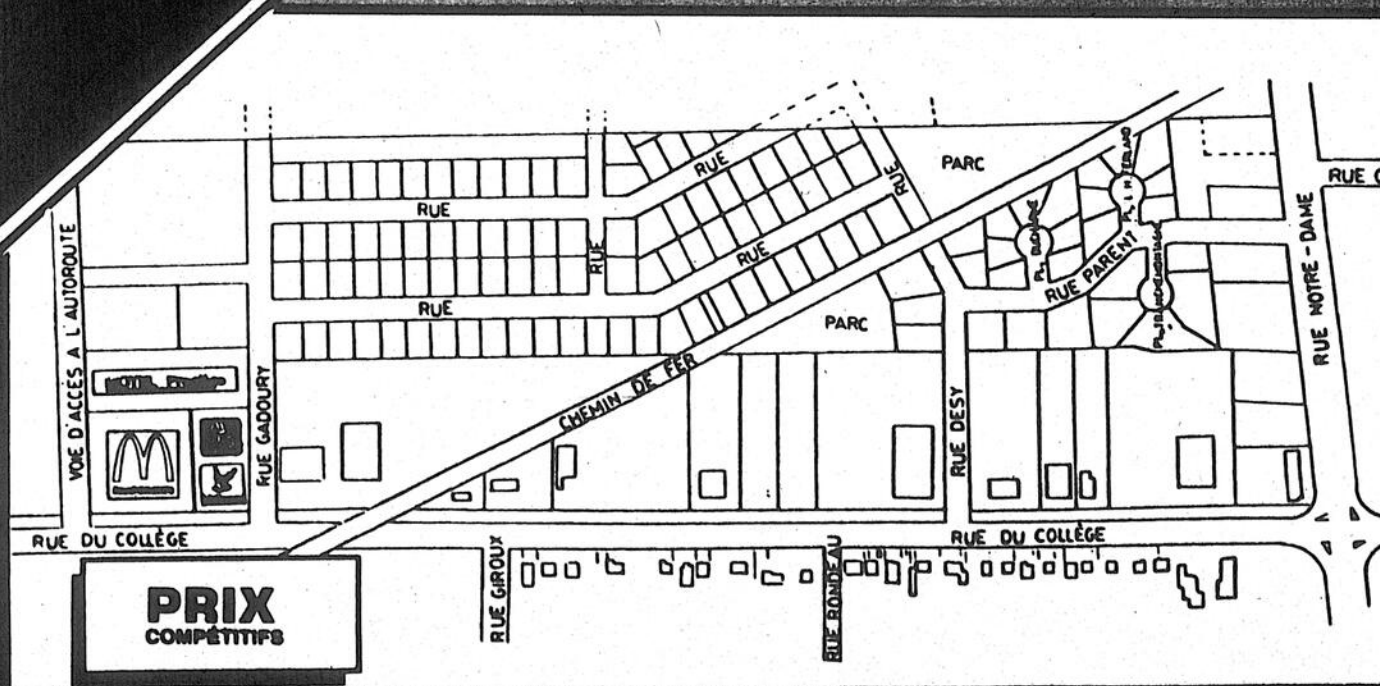 PARC
RUE
RUE
RUE C
RUE
RUE
RUE
RUE PARENT
RUE
PARC
VOIE D'ACCÈS A L'AUTOROUTE
RUE GADOURY
CHEMIN DE FER
RUE DESY
RUE NOTRE-DAME
RUE DU COLLÈGE
RUE DU COLLÈGE
RUE GIROUX
RUE RONDEAU
PRIX
COMPÉTITIFS